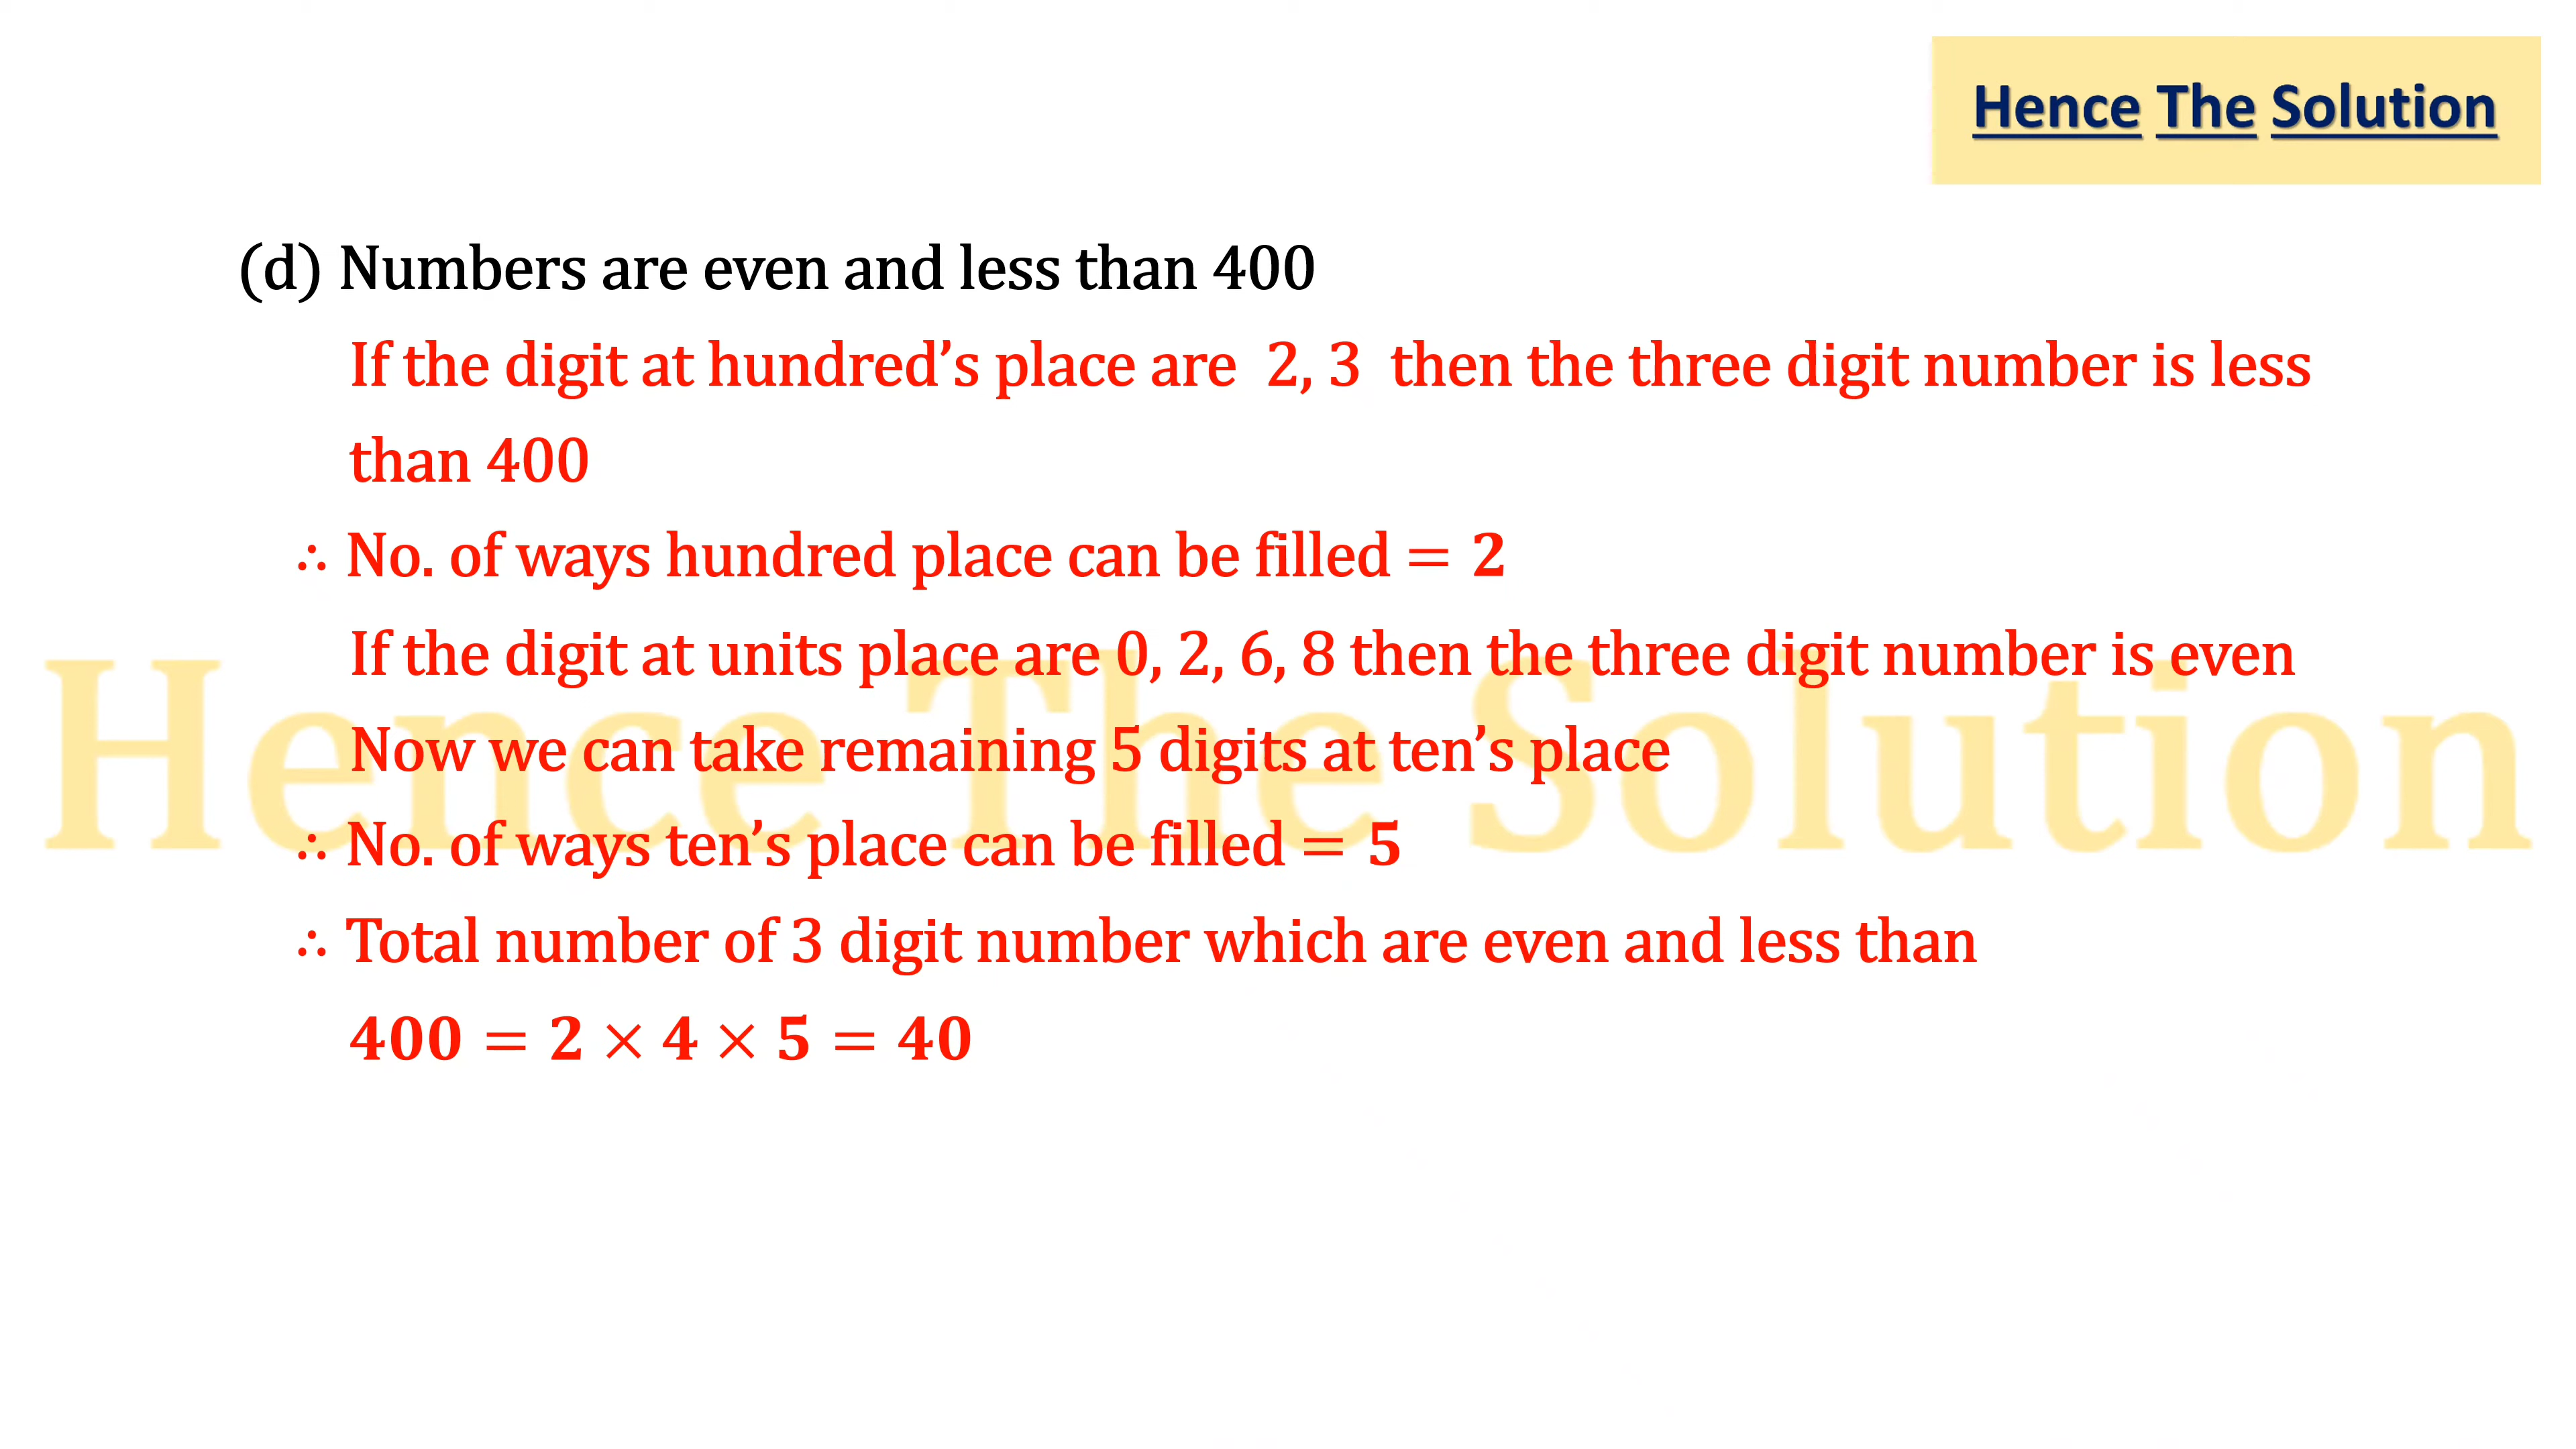 Hence The Solution
(d) Numbers are even and less than 400
If the digit at hundred’s place are 2, 3 then the three digit number is less
than 400
∴ No. of ways hundred place can be filled = 2
If the digit at units place are 0, 2, 6, 8 then the three digit number is even
Hence The Solution
Now we can take remaining 5 digits at ten’s place
∴ No. of ways ten’s place can be filled = 5
∴ Total number of 3 digit number which are even and less than
400 = 2 × 4 × 5 = 40